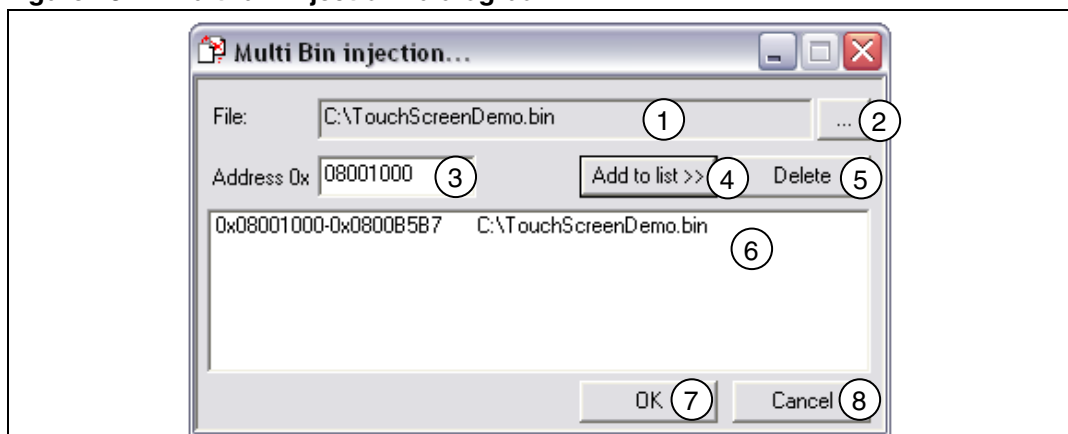 Multi Bin injection...
File: C:\TouchScreenDemo.bin 1 ... 2
Address 0x 08001000 3 Add to list >> 4 Delete 5
0x08001000-0x0800B5B7 C:\TouchScreenDemo.bin
6
OK 7 Cancel 8